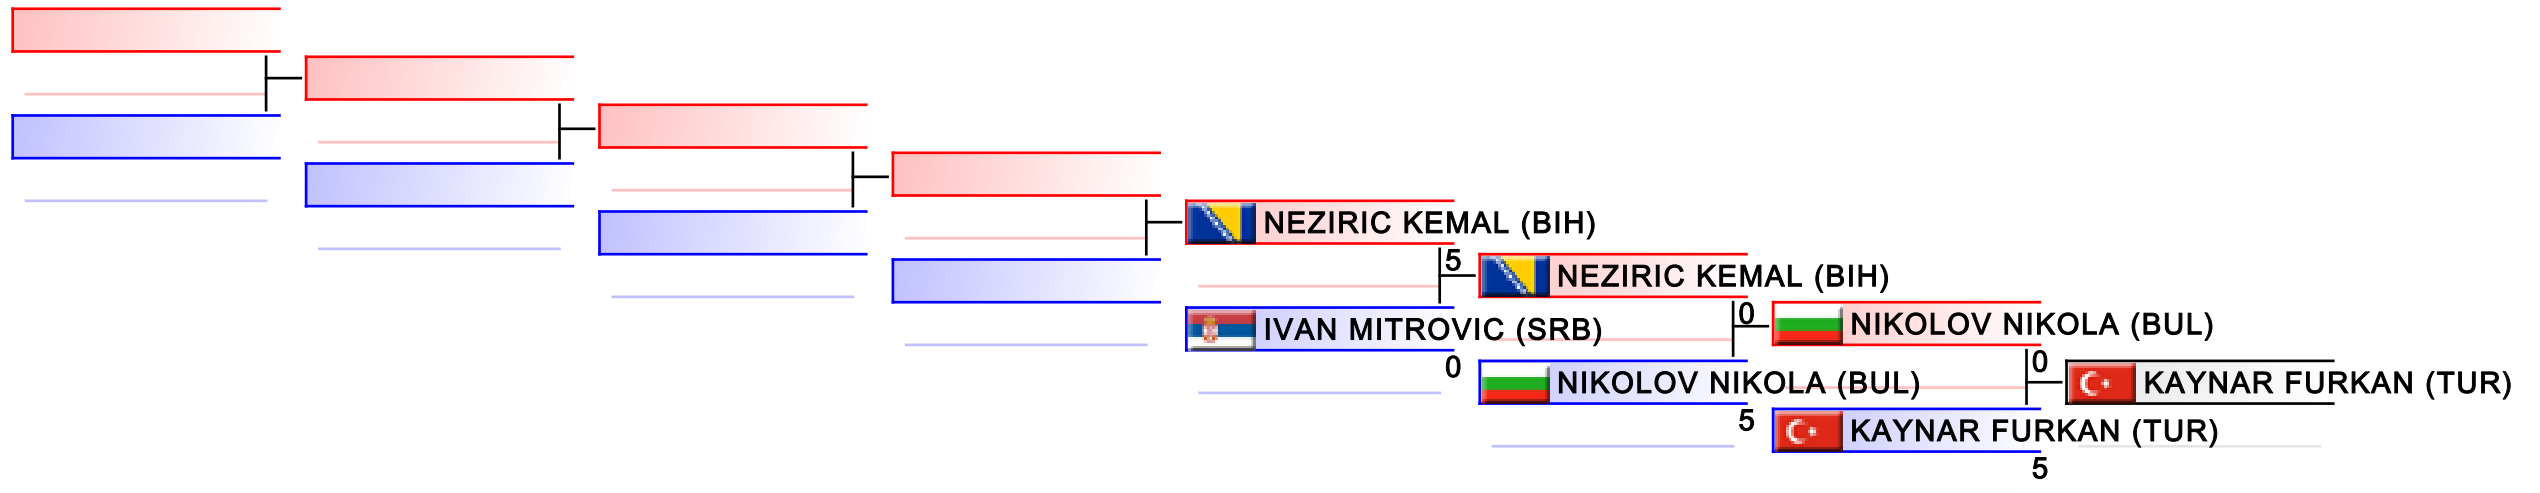 NEZIRIC KEMAL (BIH)
5
NEZIRIC KEMAL (BIH)
IVAN MITROVIC (SRB)
0
0
NIKOLOV NIKOLA (BUL)
NIKOLOV NIKOLA (BUL)
5
0
KAYNAR FURKAN (TUR)
KAYNAR FURKAN (TUR)
5